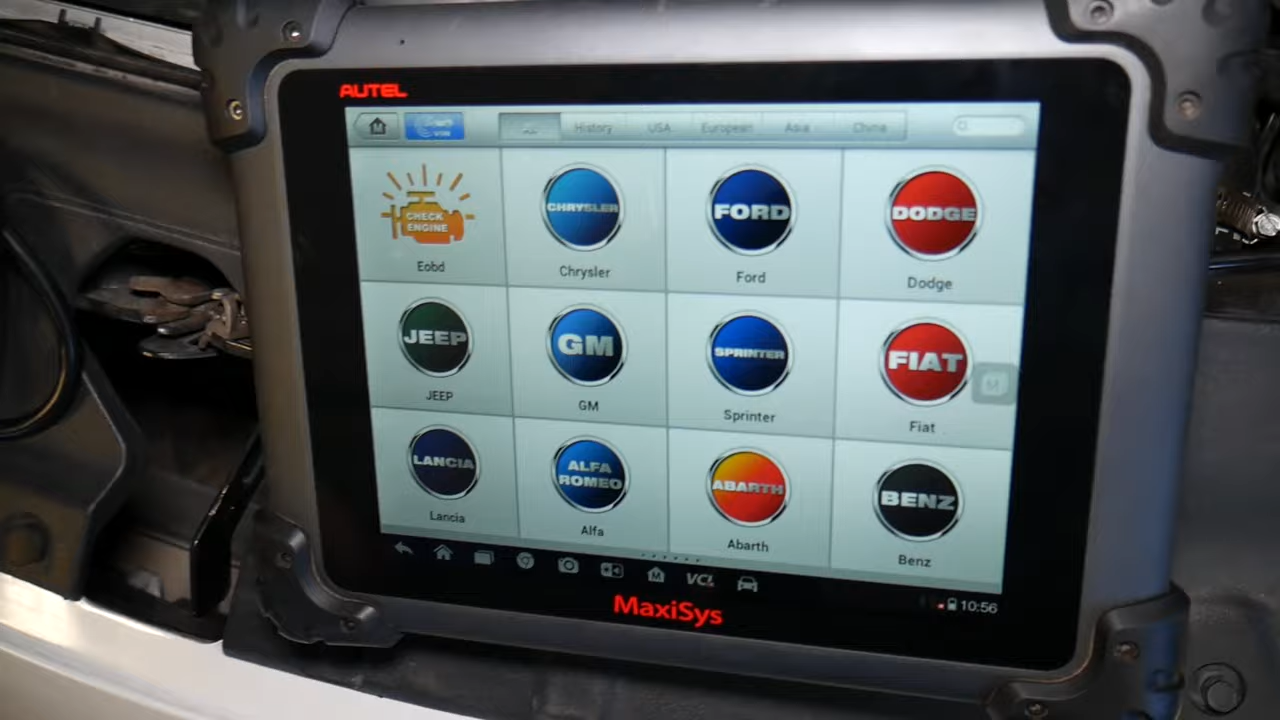 AUTEL
VIN
History
USA
European
Asia
China
CHECK
ENGINE
CHRYSLER
FORD
DODGE
Eobd
Chrysler
Ford
Dodge
JEEP
GM
SPRINTER
FIAT
M
JEEP
GM
Sprinter
Fiat
LANCIA
ALFA
ROMEO
ABARTH
BENZ
Lancia
Alfa
Abarth
Benz
M
VCI
10:56
MaxiSys